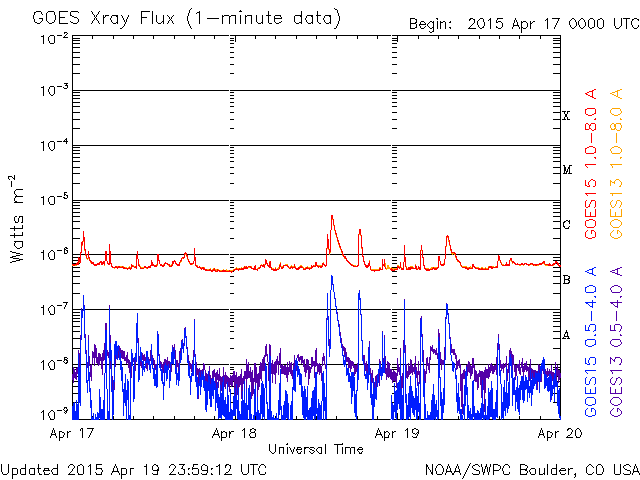 GOES Xray Flux (1-minute data)
Begin: 2015 Apr 17 0000 UTC
10⁻²
10⁻³
10⁻⁴
10⁻⁵
10⁻⁶
10⁻⁷
10⁻⁸
10⁻⁹
Watts m⁻²
X
M
C
B
A
GOES15 1.0-8.0 A
GOES13 1.0-8.0 A
GOES15 0.5-4.0 A
GOES13 0.5-4.0 A
Apr 17 Apr 18 Apr 19 Apr 20
Universal Time
Updated 2015 Apr 19 23:59:12 UTC
NOAA/SWPC Boulder, CO USA